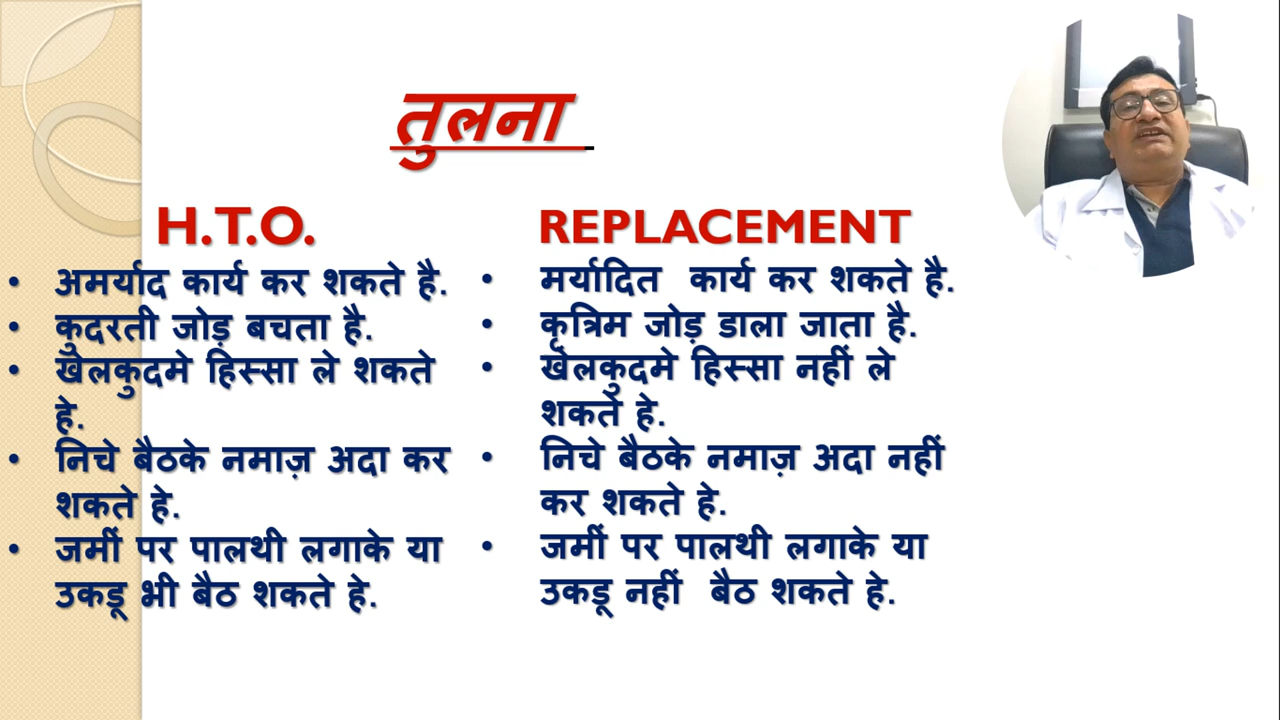 तुलना
H.T.O.
• अमर्याद कार्य कर शकते है.
• कुदरती जोड़ बचता है.
• खेलकुदमे हिस्सा ले शकते
हे.
• निचे बैठके नमाज़ अदा कर
शकते हे.
• जमीं पर पालथी लगाके या
उकडू भी बैठ शकते हे.
REPLACEMENT
• मर्यादित कार्य कर शकते है.
• कृत्रिम जोड़ डाला जाता है.
• खेलकुदमे हिस्सा नहीं ले
शकते हे.
• निचे बैठके नमाज़ अदा नहीं
कर शकते हे.
• जमीं पर पालथी लगाके या
उकडू नहीं बैठ शकते हे.